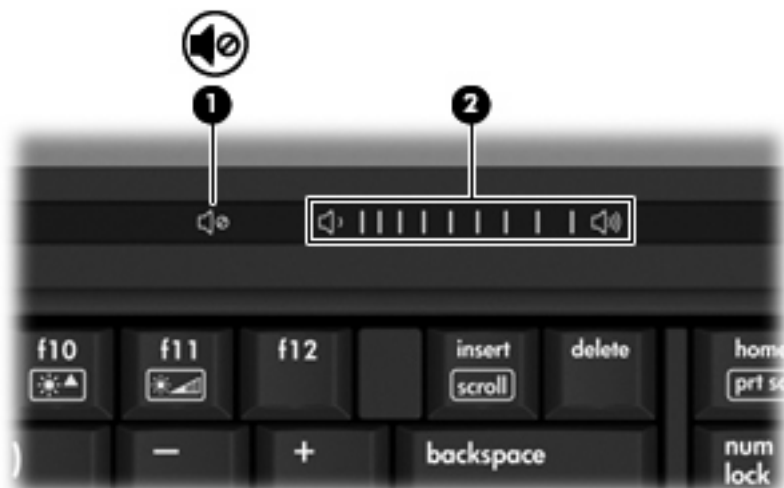 1 2
f10 f11 f12 insert delete home
scroll prt sc
) — + backspace num
lock